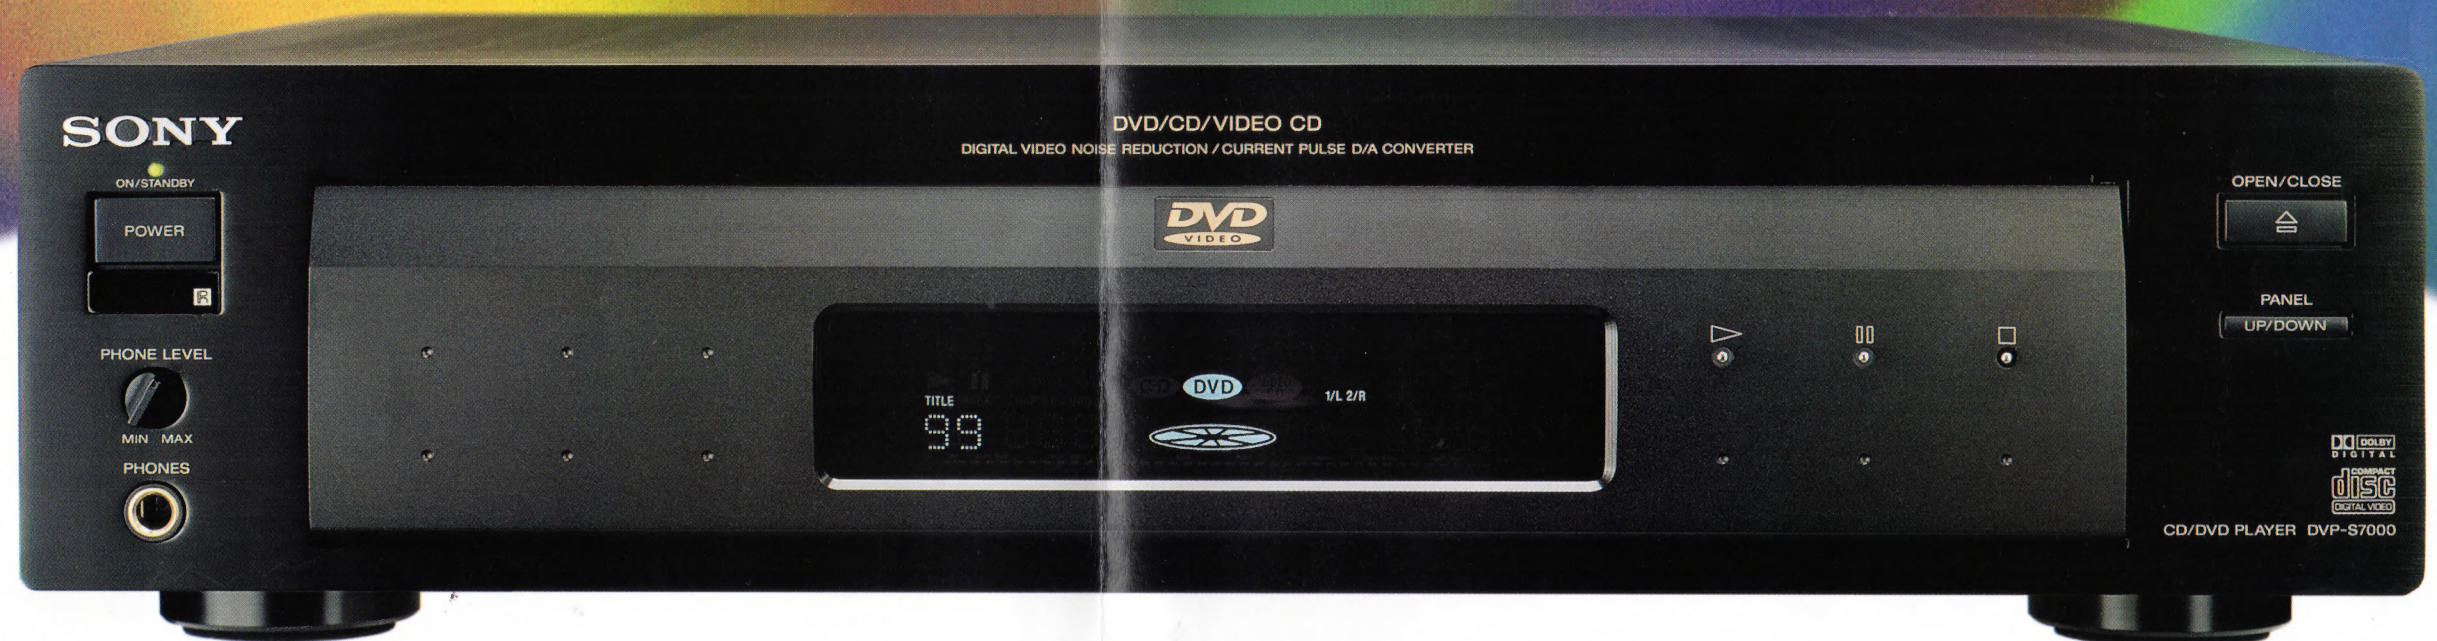 SONY
DVD/CD/VIDEO CD
DIGITAL VIDEO NOISE REDUCTION / CURRENT PULSE D/A CONVERTER
ON/STANDBY
POWER
R
PHONE LEVEL
MIN MAX
PHONES
DVD
VIDEO
TITLE
99
DVD
1/L 2/R
OPEN/CLOSE
PANEL
UP/DOWN
DOLBY
DIGITAL
COMPACT
disc
DIGITAL VIDEO
CD/DVD PLAYER DVP-S7000